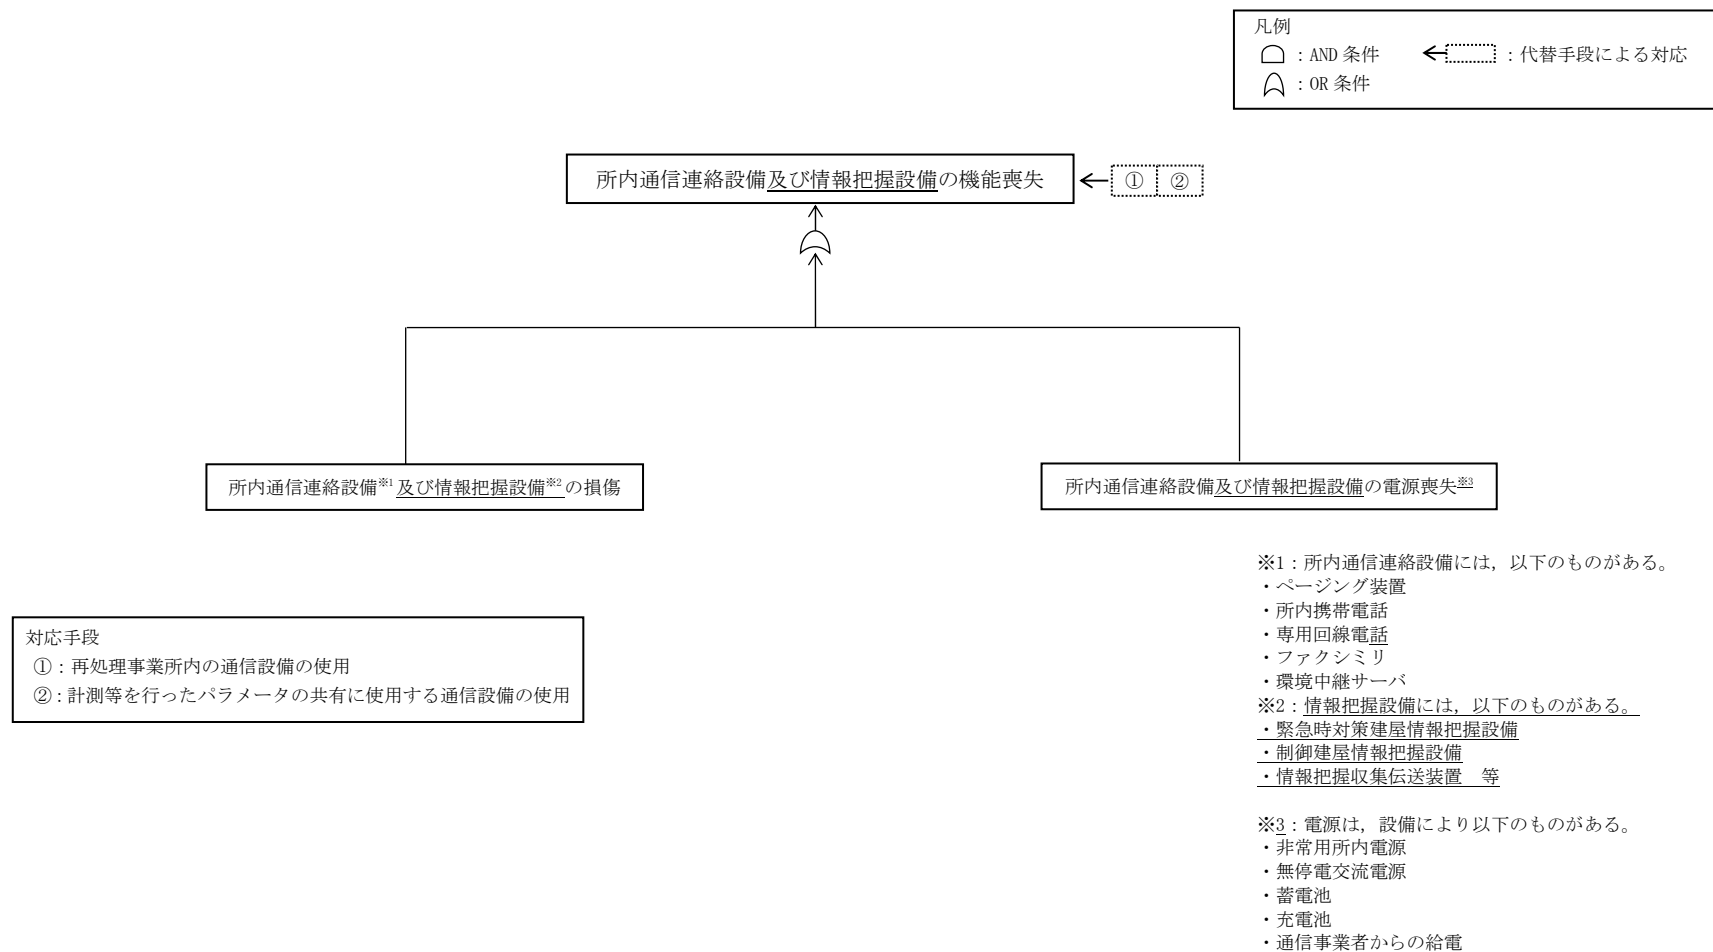 凡例
：AND 条件
：代替手段による対応
：OR 条件
所内通信連絡設備及び情報把握設備の機能喪失
① ②
所内通信連絡設備※1及び情報把握設備※2の損傷
所内通信連絡設備及び情報把握設備の電源喪失※3
対応手段
①：再処理事業所内の通信設備の使用
②：計測等を行ったパラメータの共有に使用する通信設備の使用
※1：所内通信連絡設備には，以下のものがある。
・ページング装置
・所内携帯電話
・専用回線電話
・ファクシミリ
・環境中継サーバ
※2：情報把握設備には，以下のものがある。
・緊急時対策建屋情報把握設備
・制御建屋情報把握設備
・情報把握収集伝送装置　等
※3：電源は，設備により以下のものがある。
・非常用所内電源
・無停電交流電源
・蓄電池
・充電池
・通信事業者からの給電